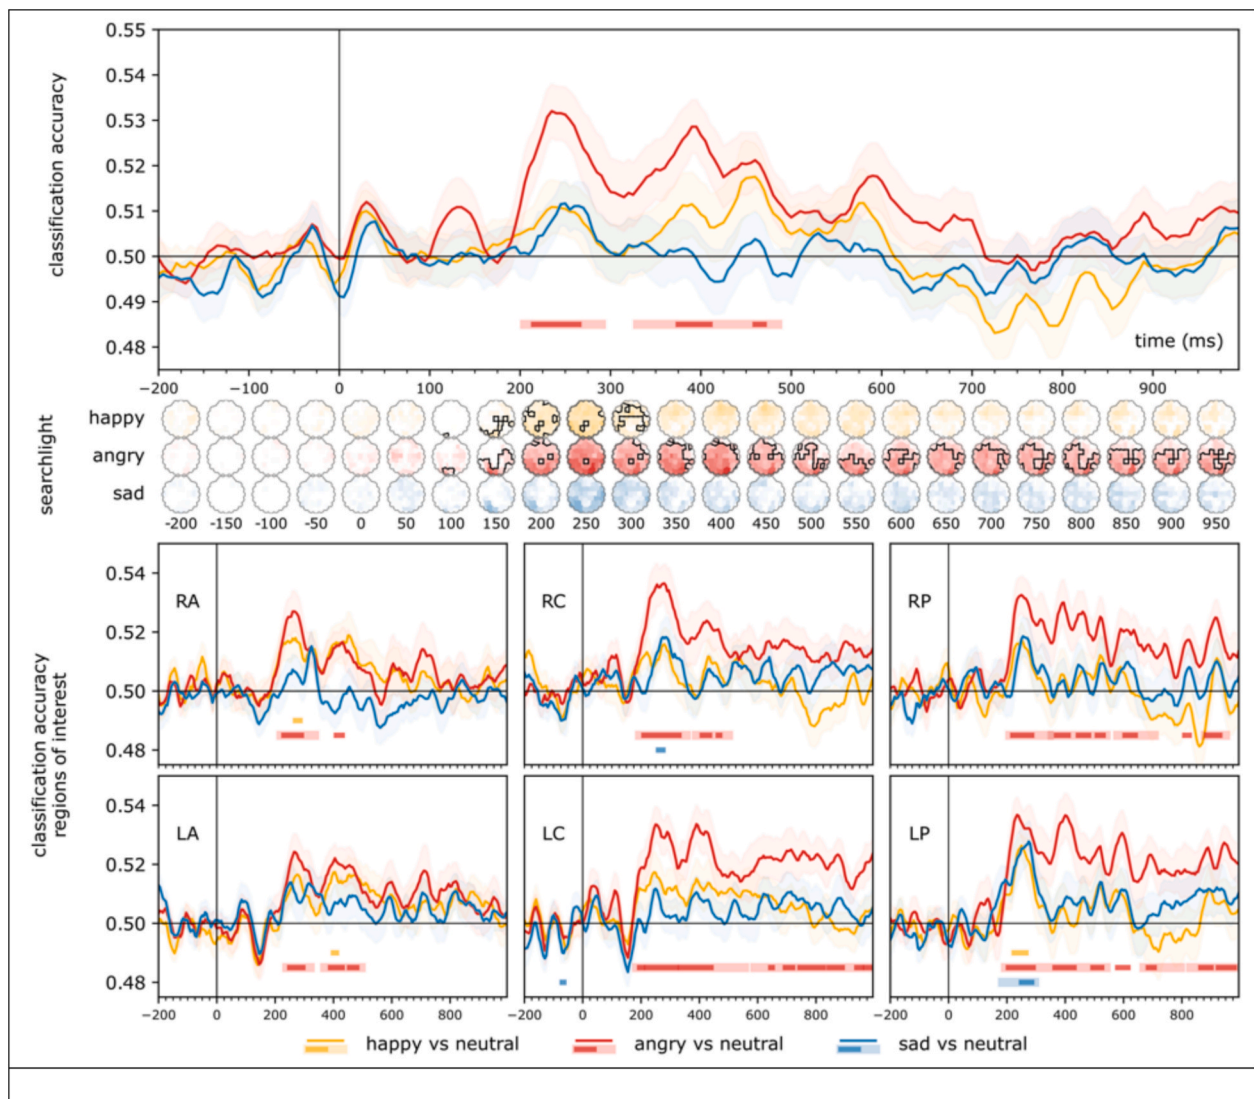 classification accuracy
0.55
0.54
0.53
0.52
0.51
0.50
0.49
0.48
time (ms)
−200 −100 0 100 200 300 400 500 600 700 800 900
searchlight
happy
angry
sad
-200 -150 -100 -50 0 50 100 150 200 250 300 350 400 450 500 550 600 650 700 750 800 850 900 950
classification accuracy
regions of interest
0.54
0.52
0.50
0.48
RA
RC
RP
0.54
0.52
0.50
0.48
LA
LC
LP
−200 0 200 400 600 800
−200 0 200 400 600 800
−200 0 200 400 600 800
happy vs neutral
angry vs neutral
sad vs neutral